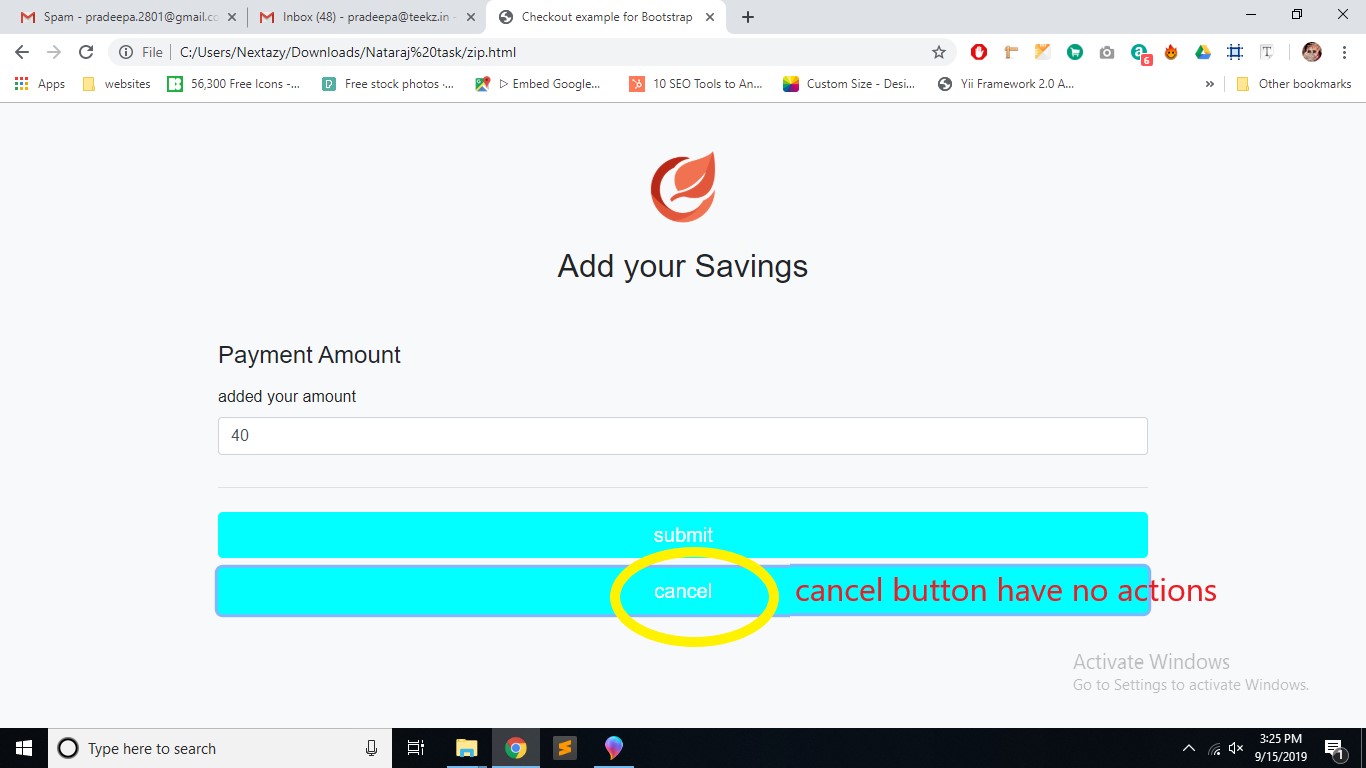 Spam - pradeepa.2801@gmail.co
Inbox (48) - pradeepa@teekz.in -
Checkout example for Bootstrap
File
C:/Users/Nextazy/Downloads/Nataraj%20task/zip.html
6
Apps
websites
56,300 Free Icons -...
Free stock photos ·...
▷ Embed Google...
10 SEO Tools to An...
Custom Size - Desi...
Yii Framework 2.0 A...
»
Other bookmarks
Add your Savings
Payment Amount
added your amount
40
submit
cancel
cancel button have no actions
Activate Windows
Go to Settings to activate Windows.
Type here to search
3:25 PM
9/15/2019
1